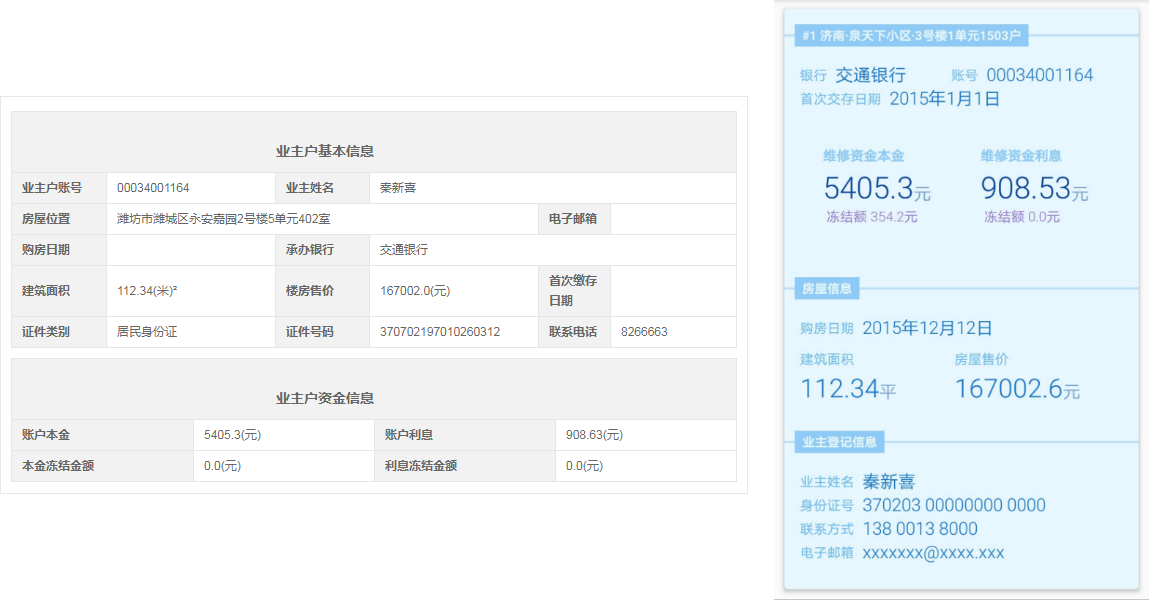 业主户基本信息
业主户账号 00034001164 业主姓名 秦新喜
房屋位置 潍坊市潍城区永安嘉园2号楼5单元402室 电子邮箱
购房日期 承办银行 交通银行
建筑面积 112.34(米)² 楼房售价 167002.0(元) 首次缴存
日期
证件类别 居民身份证 证件号码 370702197010260312 联系电话 8266663
业主户资金信息
账户本金 5405.3(元) 账户利息 908.63(元)
本金冻结金额 0.0(元) 利息冻结金额 0.0(元)
#1 济南·泉天下小区·3号楼1单元1503户
银行 交通银行 账号 00034001164
首次交存日期 2015年1月1日
维修资金本金 维修资金利息
5405.3元 908.53元
冻结额 354.2元 冻结额 0.0元
房屋信息
购房日期 2015年12月12日
建筑面积 房屋售价
112.34平 167002.6元
业主登记信息
业主姓名 秦新喜
身份证号 370203 00000000 0000
联系方式 138 0013 8000
电子邮箱 xxxxxxx@xxxx.xxx